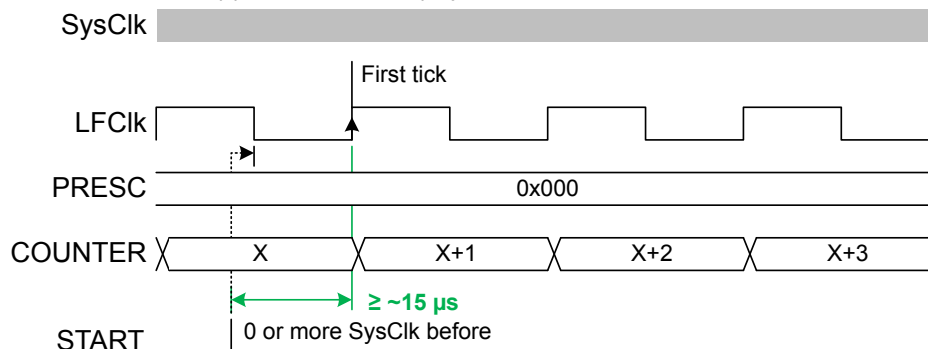 SysClk
First tick
LFClk
PRESC
0x000
COUNTER
X
X+1
X+2
X+3
≥ ~15 µs
0 or more SysClk before
START